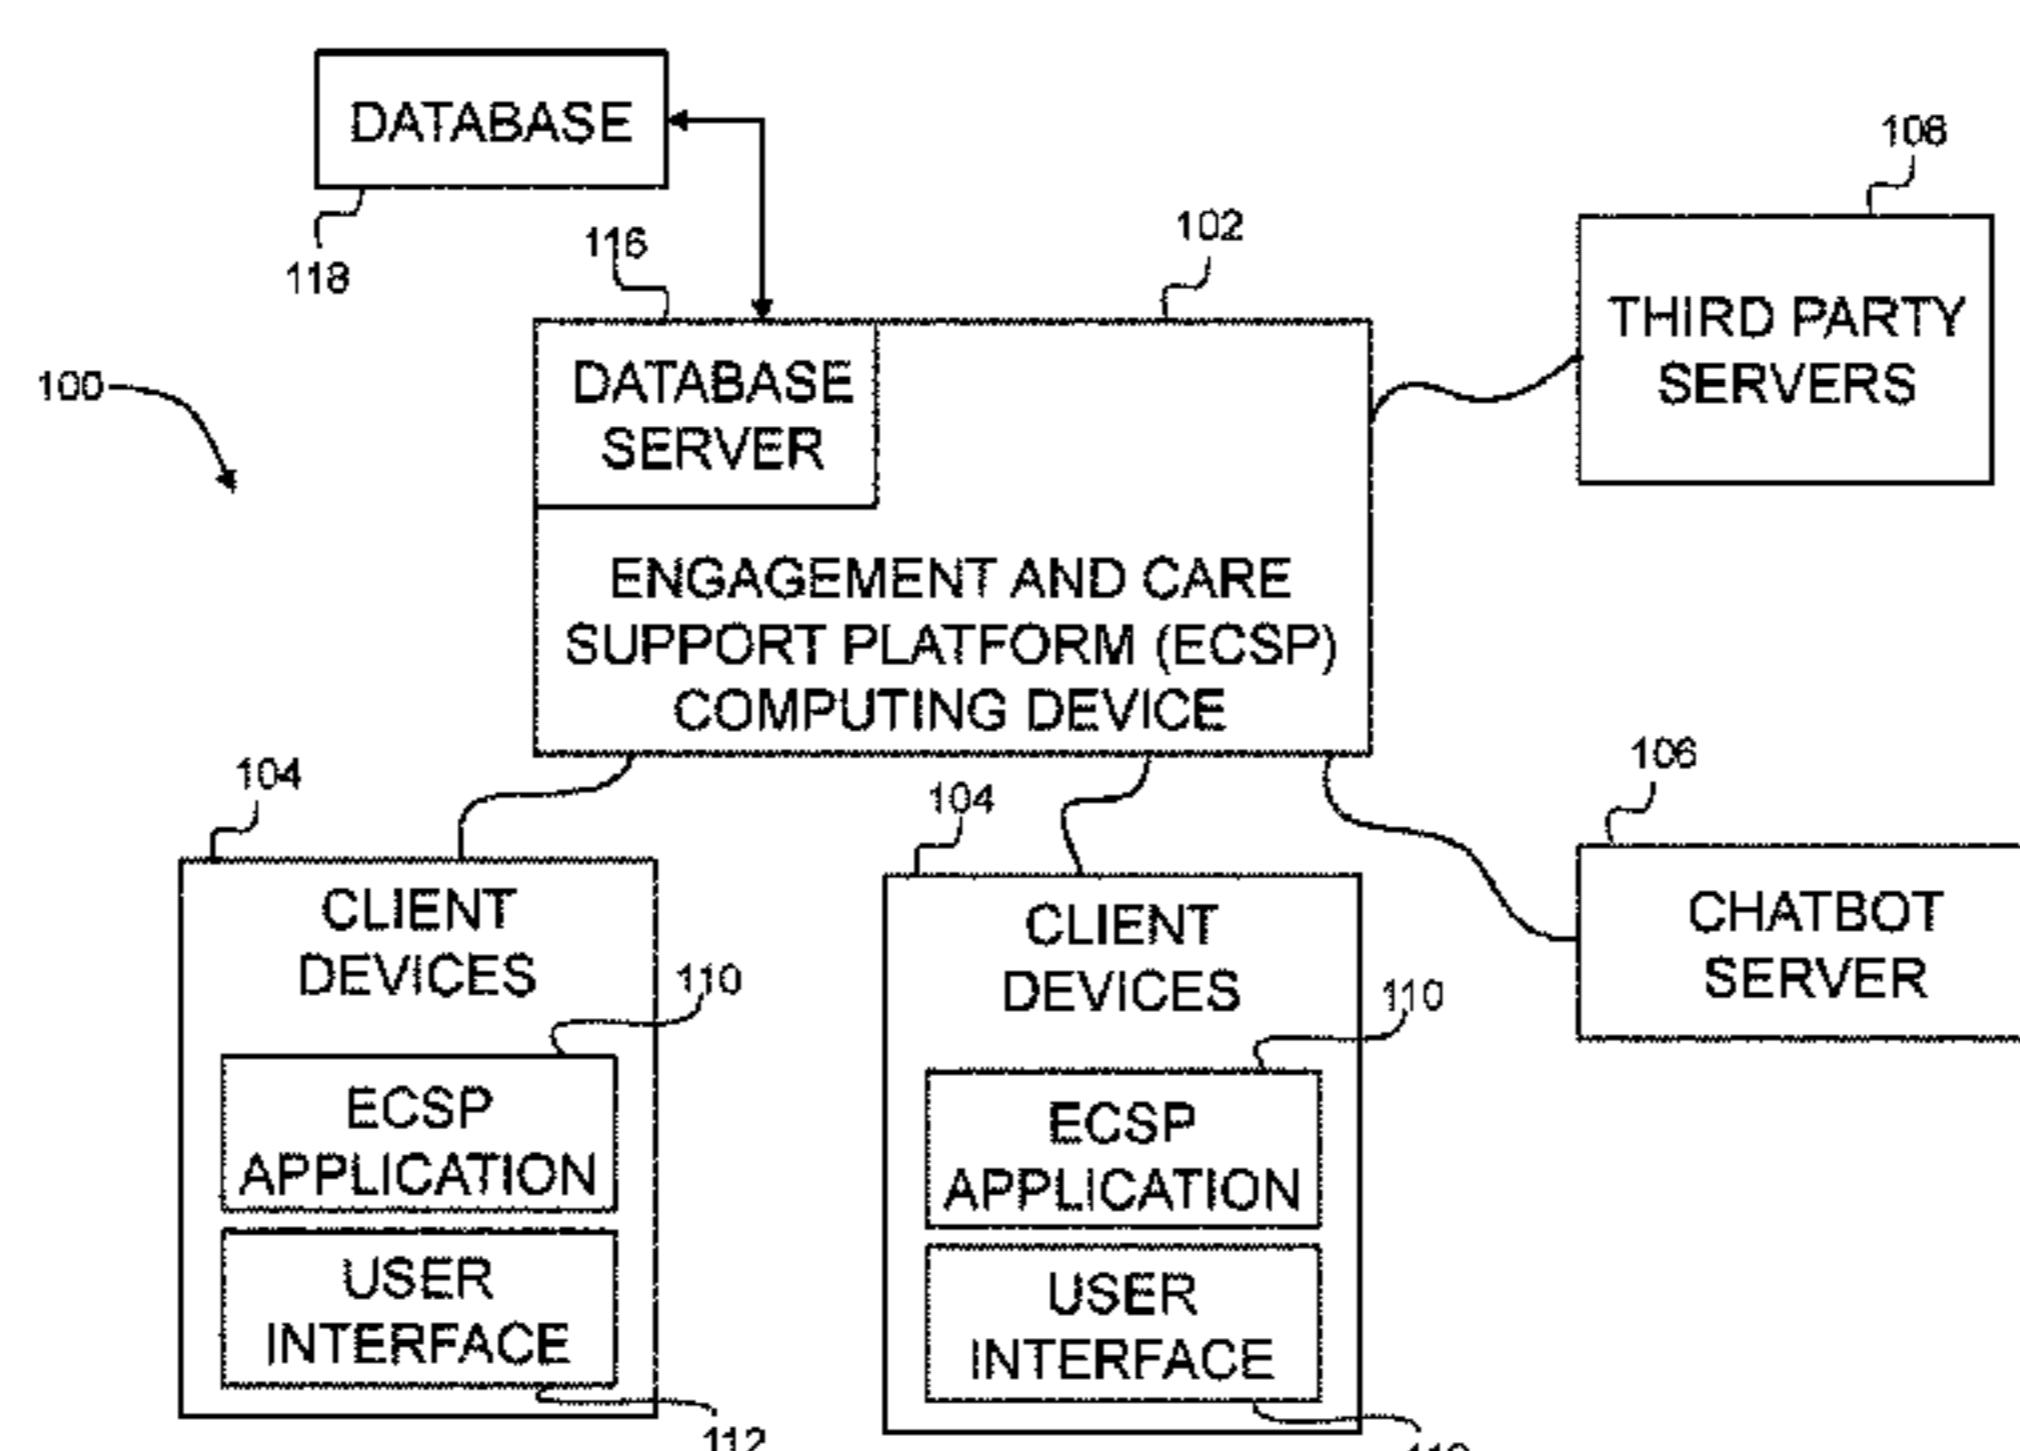 DATABASE
118
108
116
102
100
DATABASE
SERVER
THIRD PARTY
SERVERS
ENGAGEMENT AND CARE
SUPPORT PLATFORM (ECSP)
COMPUTING DEVICE
104
104
106
CLIENT
DEVICES
110
ECSP
APPLICATION
USER
INTERFACE
112
CLIENT
DEVICES
110
ECSP
APPLICATION
USER
INTERFACE
CHATBOT
SERVER